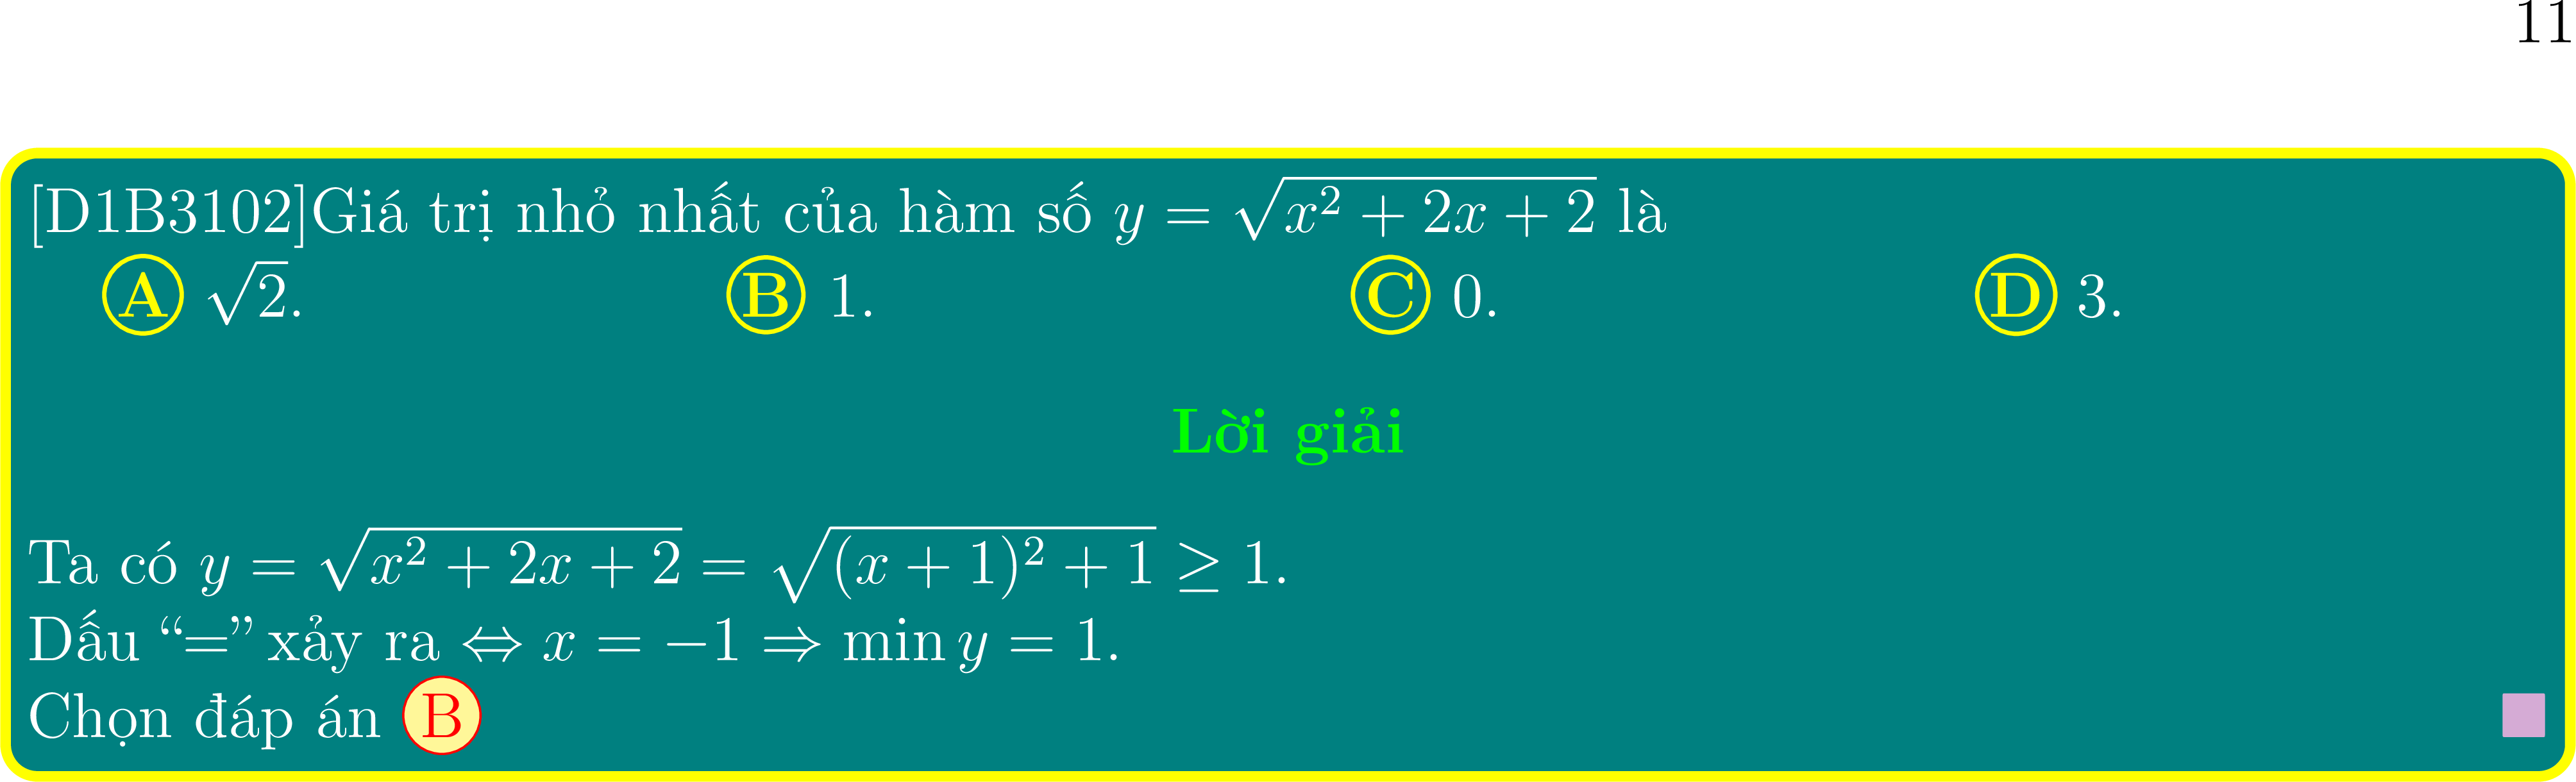 11
[D1B3102]Giá trị nhỏ nhất của hàm số $y = \sqrt{x^2 + 2x + 2}$ là
A $\sqrt{2}$. B 1. C 0. D 3.
Lời giải
Ta có $y = \sqrt{x^2 + 2x + 2} = \sqrt{(x + 1)^2 + 1} \geq 1$.
Dấu “=” xảy ra $\Leftrightarrow x = -1 \Rightarrow \min y = 1$.
Chọn đáp án B